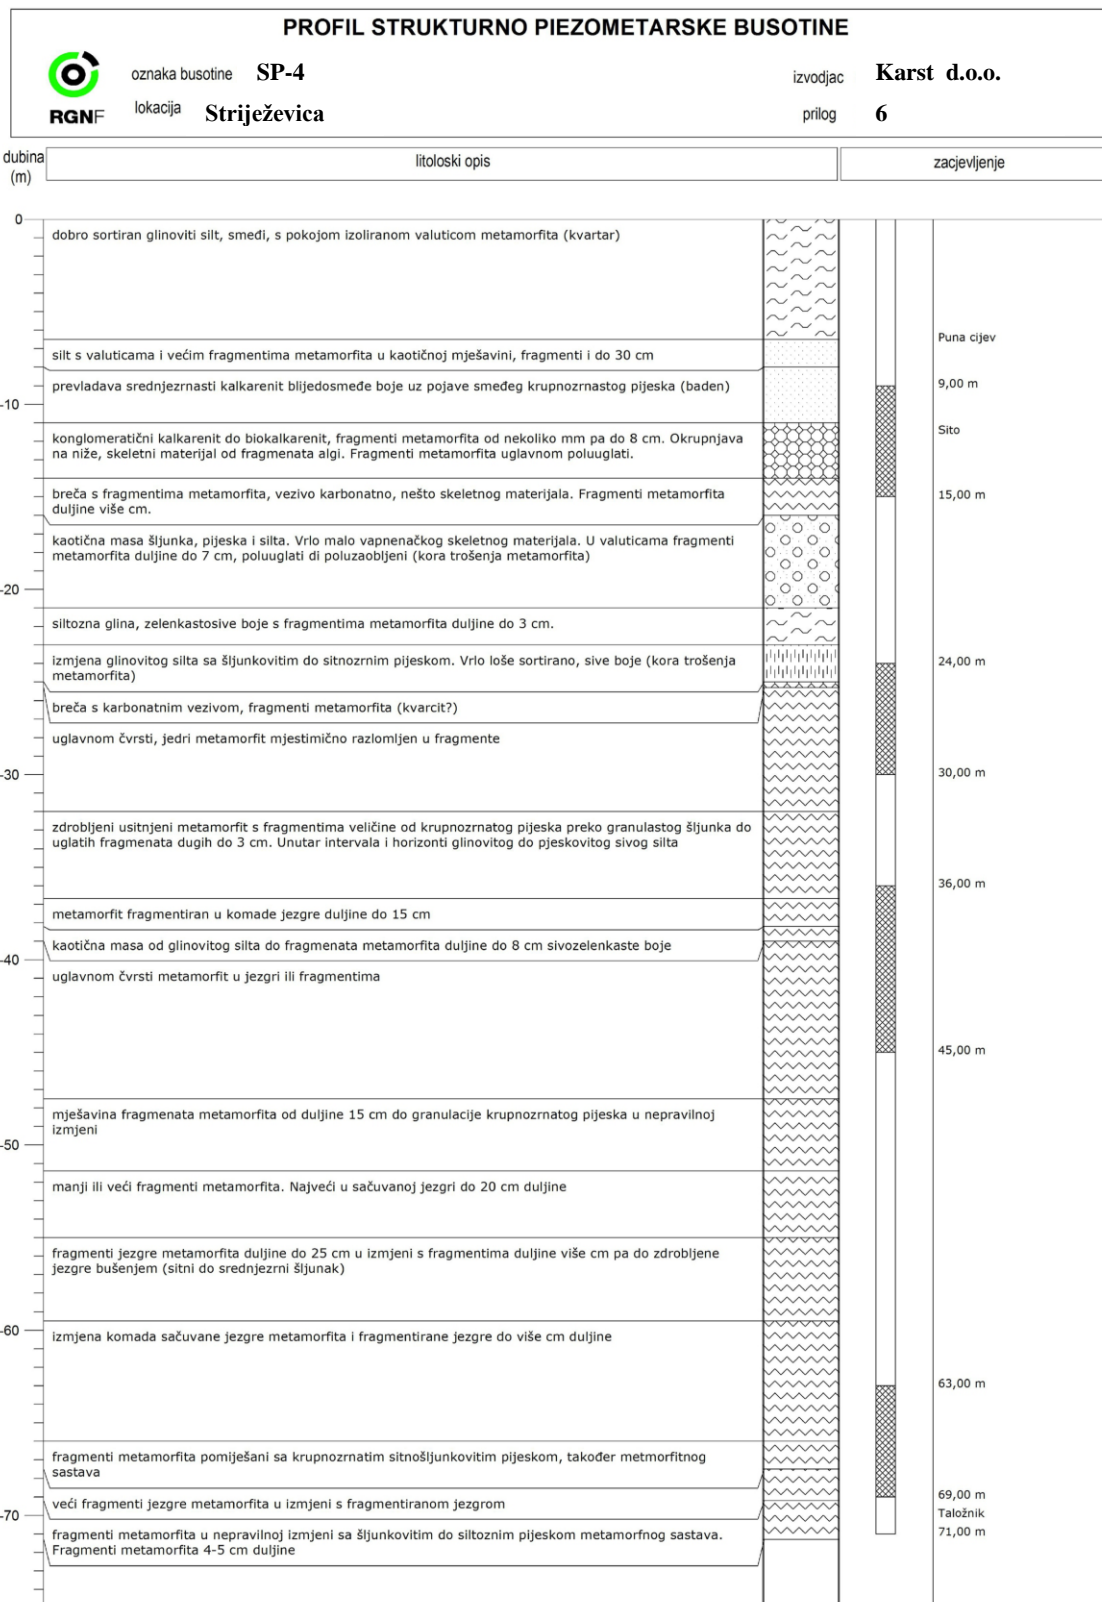 PROFIL STRUKTURNO PIEZOMETARSKE BUSOTINE
oznaka busotine SP-4
izvodjac Karst d.o.o.
RGNF
lokacija Striježevica
prilog 6
dubina
(m)
litoloski opis
zacjevljenje
0
dobro sortiran glinoviti silt, smeđi, s pokojom izoliranom valuticom metamorfita (kvartar)
Puna cijev
silt s valuticama i većim fragmentima metamorfita u kaotičnoj mješavini, fragmenti i do 30 cm
prevladava srednjezrnasti kalkarenit blijedosmeđe boje uz pojave smeđeg krupnozrnastog pijeska (baden)
9,00 m
-10
Sito
konglomeratični kalkarenit do biokalkarenit, fragmenti metamorfita od nekoliko mm pa do 8 cm. Okrupnjava
na niže, skeletni materijal od fragmenata algi. Fragmenti metamorfita uglavnom poluuglati.
breča s fragmentima metamorfita, vezivo karbonatno, nešto skeletnog materijala. Fragmenti metamorfita
duljine više cm.
15,00 m
kaotična masa šljunka, pijeska i silta. Vrlo malo vapnenačkog skeletnog materijala. U valuticama fragmenti
metamorfita duljine do 7 cm, poluuglati di poluzaobljeni (kora trošenja metamorfita)
-20
siltozna glina, zelenkastosive boje s fragmentima metamorfita duljine do 3 cm.
izmjena glinovitog silta sa šljunkovitim do sitnozrnim pijeskom. Vrlo loše sortirano, sive boje (kora trošenja
metamorfita)
24,00 m
breča s karbonatnim vezivom, fragmenti metamorfita (kvarcit?)
uglavnom čvrsti, jedri metamorfit mjestimično razlomljen u fragmente
-30
30,00 m
zdrobljeni usitnjeni metamorfit s fragmentima veličine od krupnozrnatog pijeska preko granulastog šljunka do
uglatih fragmenata dugih do 3 cm. Unutar intervala i horizonti glinovitog do pjeskovitog sivog silta
36,00 m
metamorfit fragmentiran u komade jezgre duljine do 15 cm
kaotična masa od glinovitog silta do fragmenata metamorfita duljine do 8 cm sivozelenkaste boje
-40
uglavnom čvrsti metamorfit u jezgri ili fragmentima
45,00 m
mješavina fragmenata metamorfita od duljine 15 cm do granulacije krupnozrnatog pijeska u nepravilnoj
izmjeni
-50
manji ili veći fragmenti metamorfita. Najveći u sačuvanoj jezgri do 20 cm duljine
fragmenti jezgre metamorfita duljine do 25 cm u izmjeni s fragmentima duljine više cm pa do zdrobljene
jezgre bušenjem (sitni do srednjezrni šljunak)
-60
izmjena komada sačuvane jezgre metamorfita i fragmentirane jezgre do više cm duljine
63,00 m
fragmenti metamorfita pomiješani sa krupnozrnatim sitnošljunkovitim pijeskom, također metmorfitnog
sastava
69,00 m
veći fragmenti jezgre metamorfita u izmjeni s fragmentiranom jezgrom
Taložnik
-70
71,00 m
fragmenti metamorfita u nepravilnoj izmjeni sa šljunkovitim do siltoznim pijeskom metamorfnog sastava.
Fragmenti metamorfita 4-5 cm duljine